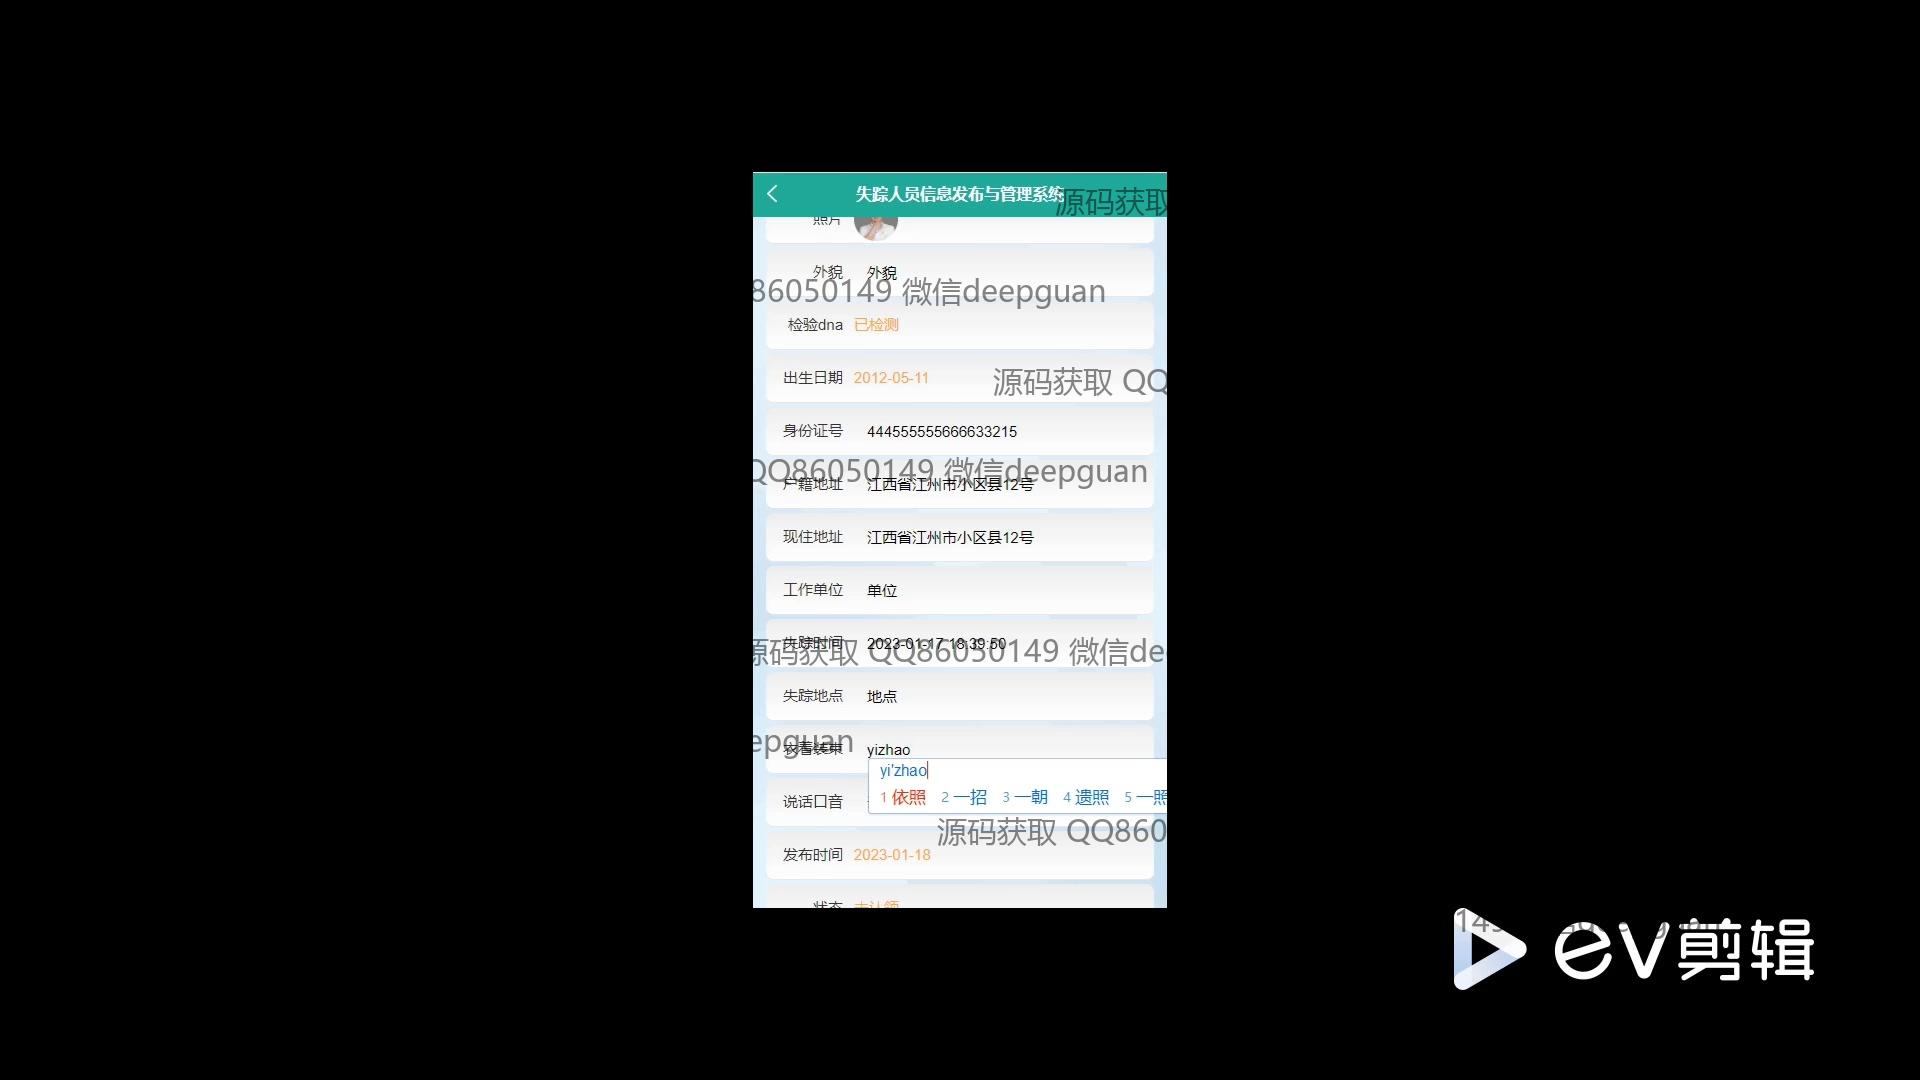 失踪人员信息发布与管理系统
源码获取
照片
外貌 外貌
86050149 微信deepguan
检验dna 已检测
出生日期 2012-05-11
源码获取 QQ
身份证号 444555555666633215
QQ86050149 微信deepguan
户籍地址 江西省江州市小区县12号
现住地址 江西省江州市小区县12号
工作单位 单位
失踪时间 2023-01-17 18:39:50
源码获取 QQ86050149 微信dee
失踪地点 地点
epguan
衣着装束 yizhao
yi'zhao
1 依照 2 一招 3 一朝 4 遗照 5 一照
说话口音
源码获取 QQ860
发布时间 2023-01-18
状态 未认领
ev剪辑